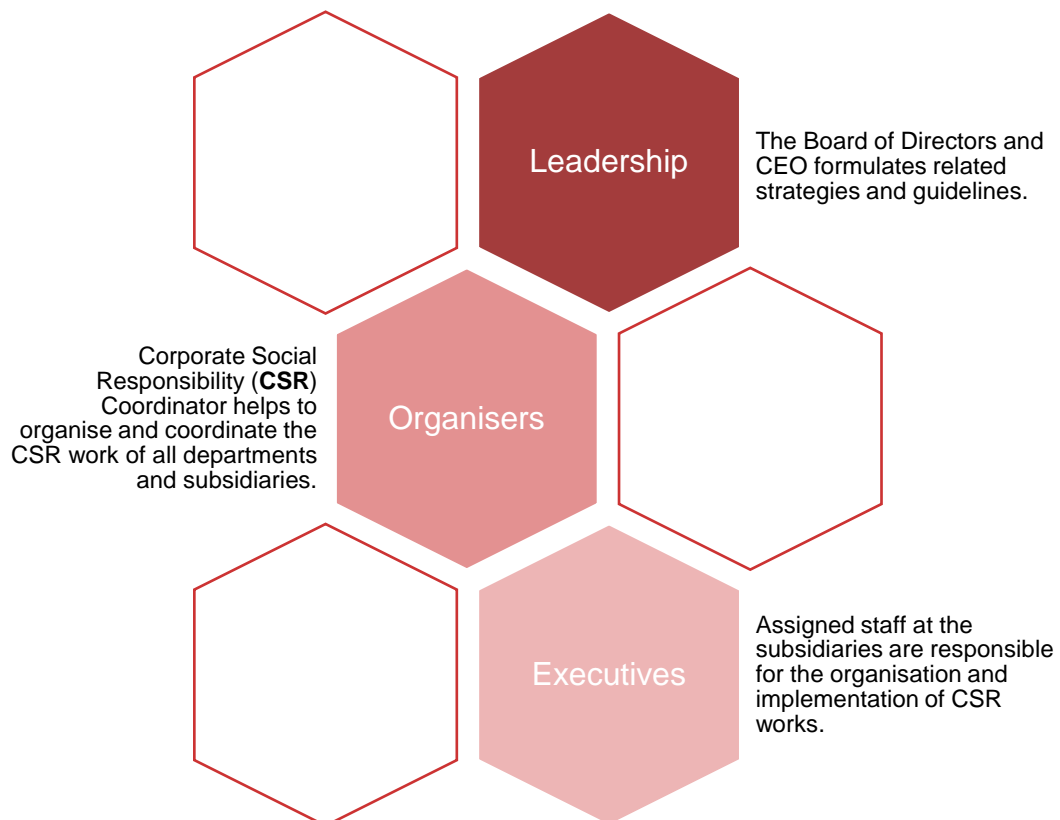 Leadership
The Board of Directors and
CEO formulates related
strategies and guidelines.
Corporate Social
Responsibility (CSR)
Coordinator helps to
organise and coordinate the
CSR work of all departments
and subsidiaries.
Organisers
Executives
Assigned staff at the
subsidiaries are responsible
for the organisation and
implementation of CSR
works.